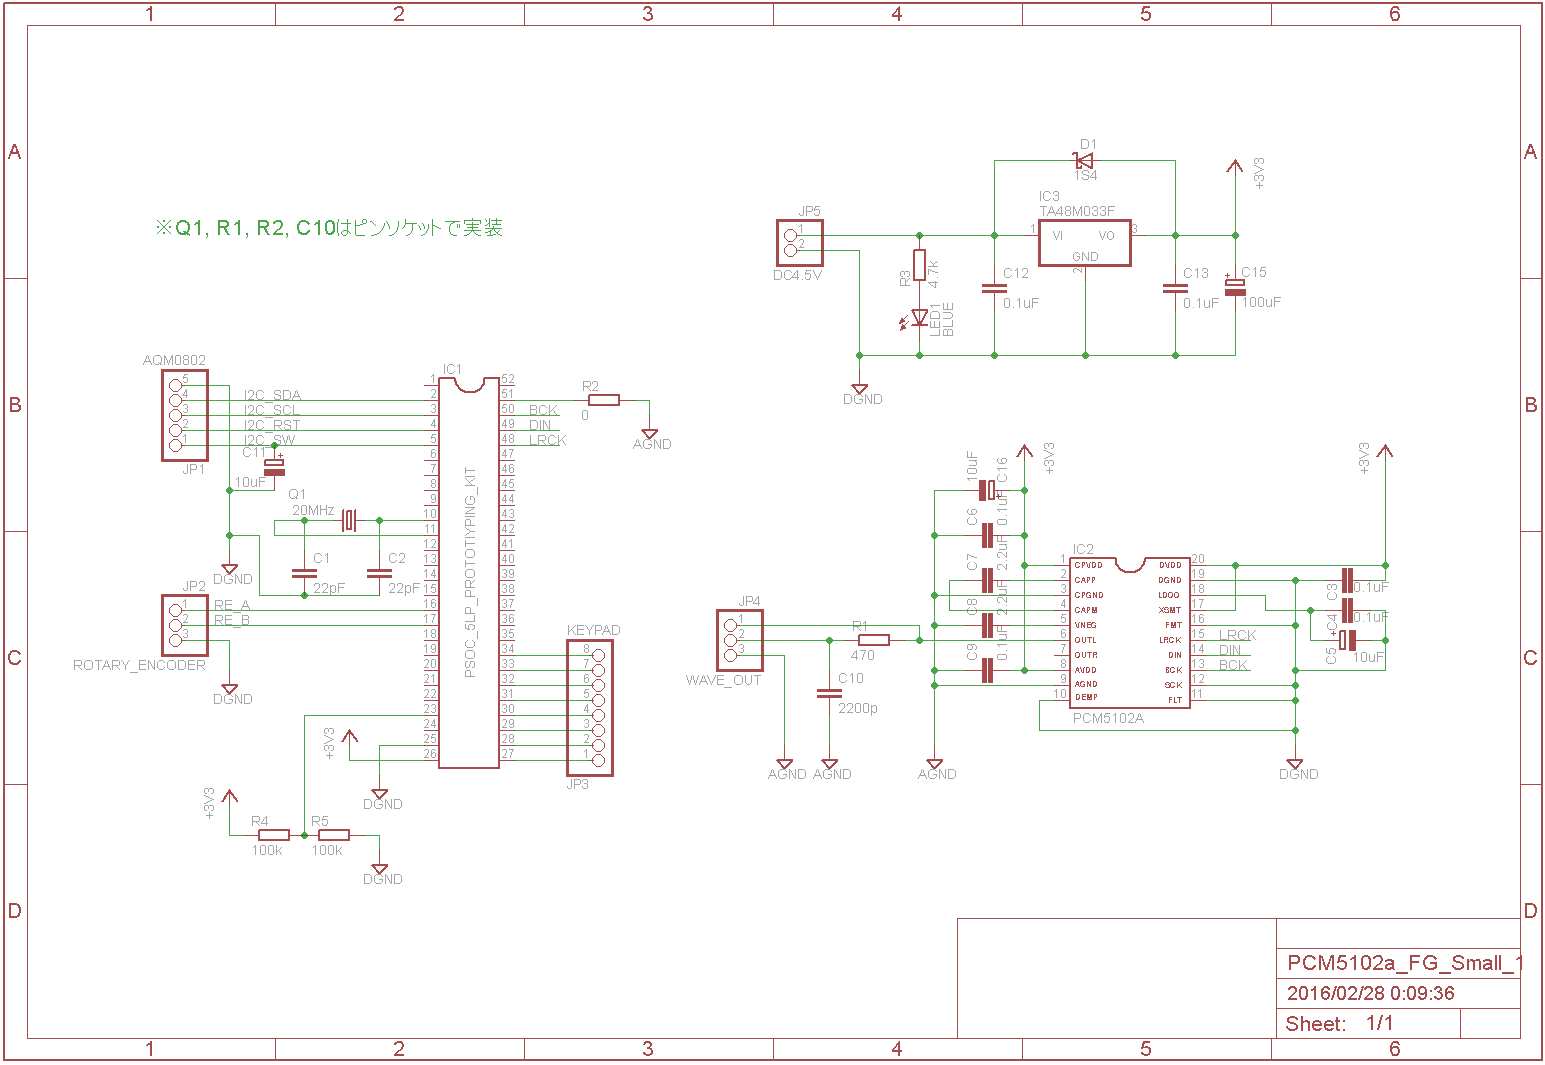 1 2 3 4 5 6
A A
D1
1S4
+3V3
IC3
TA48M033F
※Q1, R1, R2, C10はピンソケットで実装
JP5
1
2
DC4.5V
1 VI VO 3
GND
2
R3
4.7K
LED1
BLUE
C12
0.1uF
C13
0.1uF
C15
100uF
+
DGND
B B
AQM0802
5
4
3
2
1
JP1
I2C_SDA
I2C_SCL
I2C_RST
I2C_SW
C11
+
10uF
Q1
20MHz
C1
22pF
C2
22pF
DGND
JP2
1
2
3
RE_A
RE_B
ROTARY_ENCODER
DGND
IC1
PSOC_5LP_PROTOTIYPING_KIT
1 52
2 51
3 50
4 49
5 48
6 47
7 46
8 45
9 44
10 43
11 42
12 41
13 40
14 39
15 38
16 37
17 36
18 35
19 34
20 33
21 32
22 31
23 30
24 29
25 28
26 27
R2
0
AGND
BCK
DIN
LRCK
KEYPAD
8
7
6
5
4
3
2
1
JP3
+3V3
DGND
+3V3
R4
100k
R5
100k
DGND
C C
JP4
1
2
3
WAVE_OUT
R1
470
C10
2200p
AGND
AGND
AGND
+3V3
10uF
C16
+
C6
0.1uF
C7
2.2uF
C8
2.2uF
C9
0.1uF
IC2
1 CPVDD DVDD 20
2 CAPP DGND 19
3 CPGND LDOO 18
4 CAPM XSMT 17
5 VNEG FMT 16
6 OUTL LRCK 15
7 OUTR DIN 14
8 AVDD BCK 13
9 AGND SCK 12
10 DEMP FLT 11
PCM5102A
LRCK
DIN
BCK
+3V3
C3
0.1uF
C4
0.1uF
C5
+
10uF
DGND
D D
PCM5102a_FG_Small_1
2016/02/28 0:09:36
Sheet: 1/1
1 2 3 4 5 6